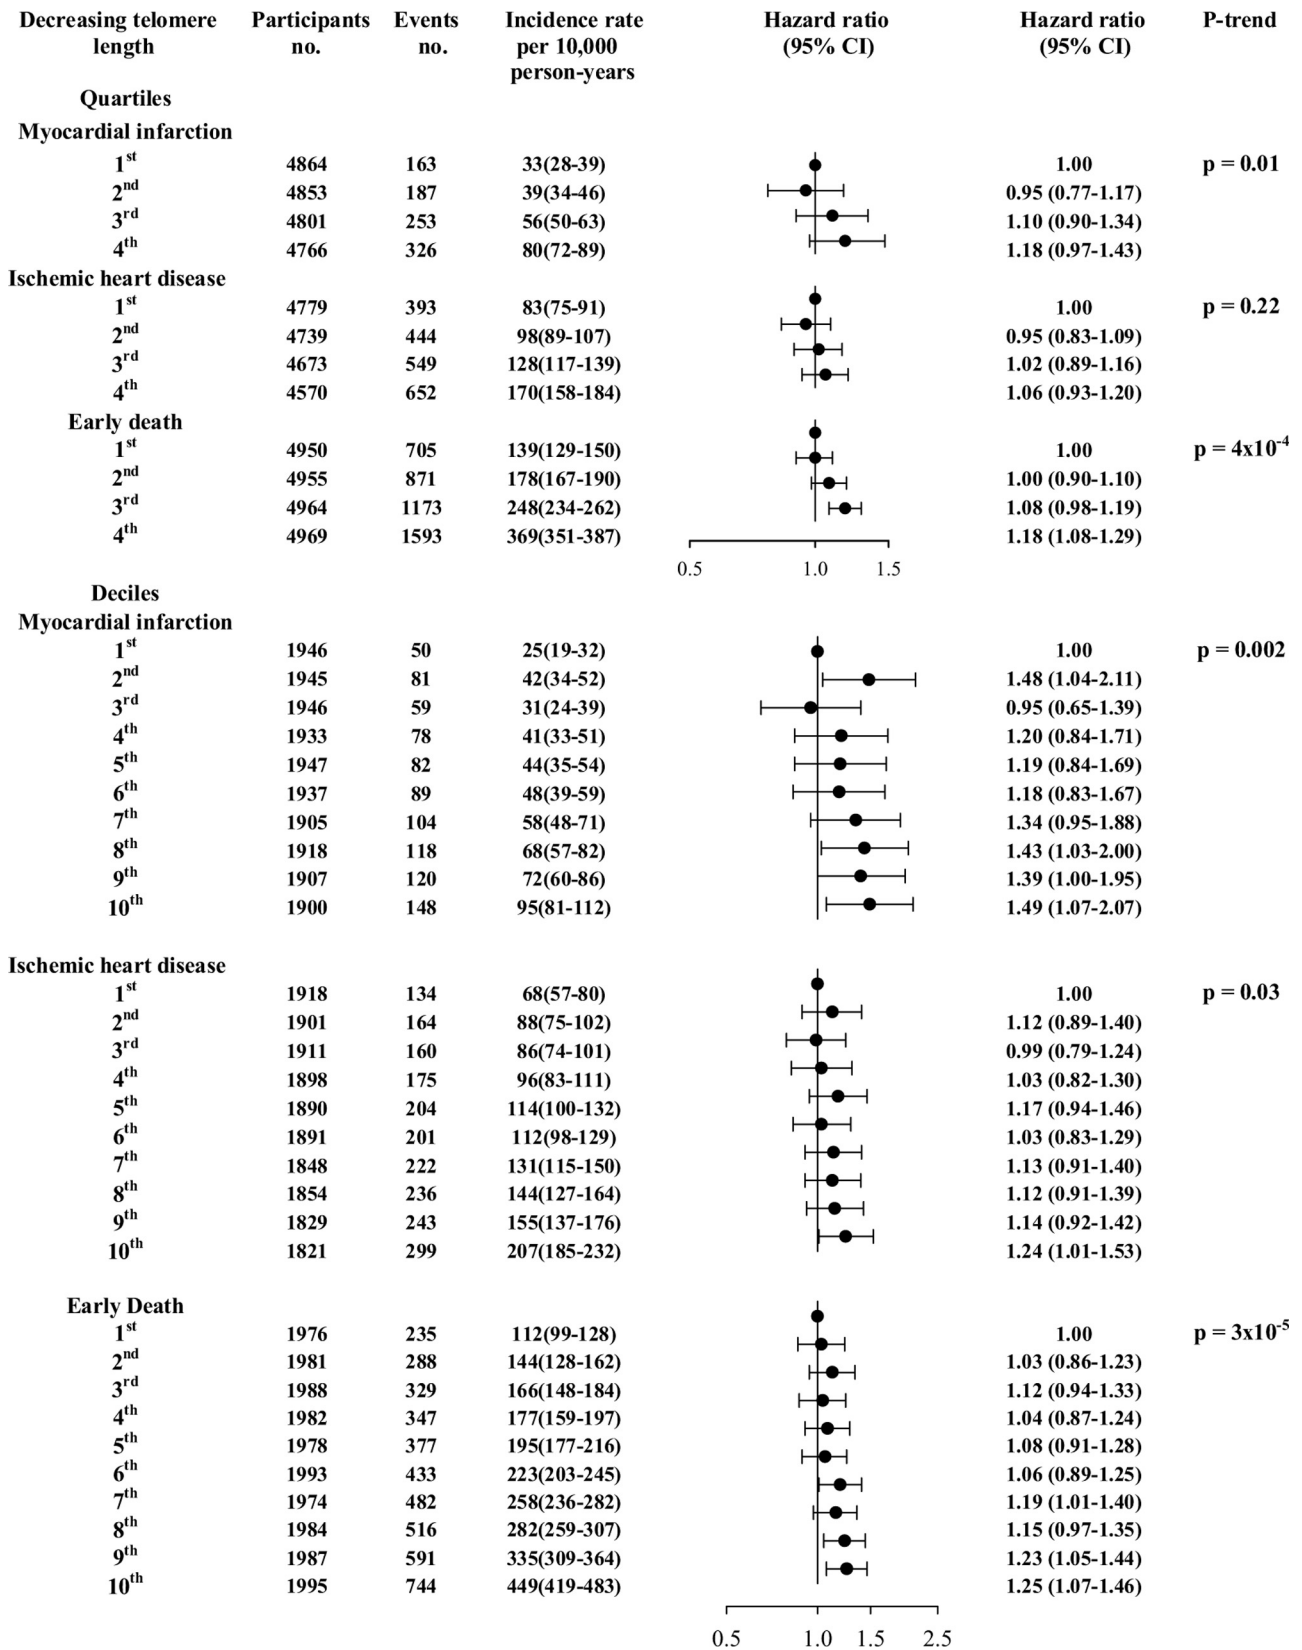 Decreasing telomere Participants Events Incidence rate Hazard ratio Hazard ratio P-trend
length no. no. per 10,000 (95% CI) (95% CI)
person-years
Quartiles
Myocardial infarction
1st 4864 163 33(28-39) 1.00 p = 0.01
2nd 4853 187 39(34-46) 0.95 (0.77-1.17)
3rd 4801 253 56(50-63) 1.10 (0.90-1.34)
4th 4766 326 80(72-89) 1.18 (0.97-1.43)
Ischemic heart disease
1st 4779 393 83(75-91) 1.00 p = 0.22
2nd 4739 444 98(89-107) 0.95 (0.83-1.09)
3rd 4673 549 128(117-139) 1.02 (0.89-1.16)
4th 4570 652 170(158-184) 1.06 (0.93-1.20)
Early death
1st 4950 705 139(129-150) 1.00 p = 4x10-4
2nd 4955 871 178(167-190) 1.00 (0.90-1.10)
3rd 4964 1173 248(234-262) 1.08 (0.98-1.19)
4th 4969 1593 369(351-387) 1.18 (1.08-1.29)
0.5 1.0 1.5
Deciles
Myocardial infarction
1st 1946 50 25(19-32) 1.00 p = 0.002
2nd 1945 81 42(34-52) 1.48 (1.04-2.11)
3rd 1946 59 31(24-39) 0.95 (0.65-1.39)
4th 1933 78 41(33-51) 1.20 (0.84-1.71)
5th 1947 82 44(35-54) 1.19 (0.84-1.69)
6th 1937 89 48(39-59) 1.18 (0.83-1.67)
7th 1905 104 58(48-71) 1.34 (0.95-1.88)
8th 1918 118 68(57-82) 1.43 (1.03-2.00)
9th 1907 120 72(60-86) 1.39 (1.00-1.95)
10th 1900 148 95(81-112) 1.49 (1.07-2.07)
Ischemic heart disease
1st 1918 134 68(57-80) 1.00 p = 0.03
2nd 1901 164 88(75-102) 1.12 (0.89-1.40)
3rd 1911 160 86(74-101) 0.99 (0.79-1.24)
4th 1898 175 96(83-111) 1.03 (0.82-1.30)
5th 1890 204 114(100-132) 1.17 (0.94-1.46)
6th 1891 201 112(98-129) 1.03 (0.83-1.29)
7th 1848 222 131(115-150) 1.13 (0.91-1.40)
8th 1854 236 144(127-164) 1.12 (0.91-1.39)
9th 1829 243 155(137-176) 1.14 (0.92-1.42)
10th 1821 299 207(185-232) 1.24 (1.01-1.53)
Early Death
1st 1976 235 112(99-128) 1.00 p = 3x10-5
2nd 1981 288 144(128-162) 1.03 (0.86-1.23)
3rd 1988 329 166(148-184) 1.12 (0.94-1.33)
4th 1982 347 177(159-197) 1.04 (0.87-1.24)
5th 1978 377 195(177-216) 1.08 (0.91-1.28)
6th 1993 433 223(203-245) 1.06 (0.89-1.25)
7th 1974 482 258(236-282) 1.19 (1.01-1.40)
8th 1984 516 282(259-307) 1.15 (0.97-1.35)
9th 1987 591 335(309-364) 1.23 (1.05-1.44)
10th 1995 744 449(419-483) 1.25 (1.07-1.46)
0.5 1.0 1.5 2.5